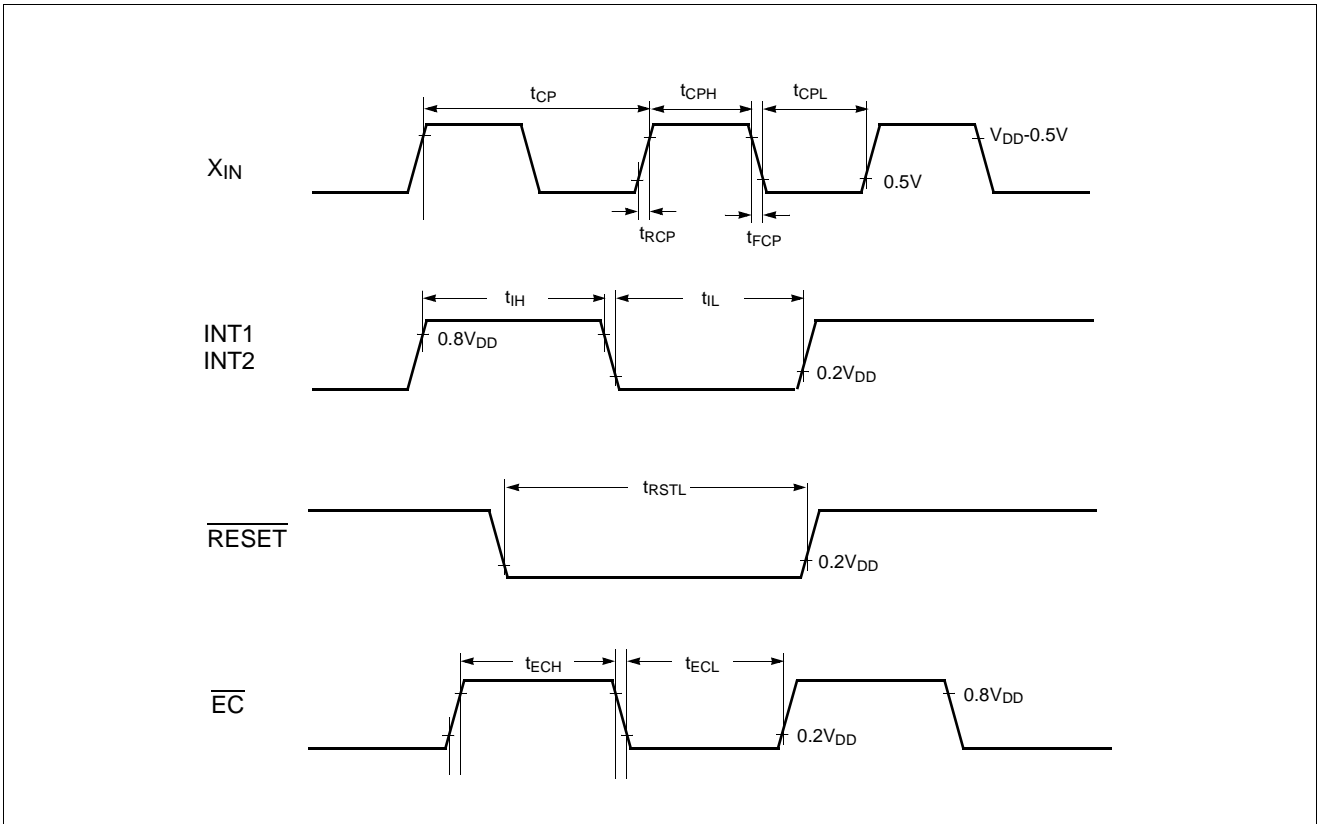 tCP
tCPH
tCPL
XIN
VDD-0.5V
0.5V
tRCP
tFCP
tIH
tIL
INT1
INT2
0.8VDD
0.2VDD
tRSTL
RESET
0.2VDD
tECH
tECL
EC
0.8VDD
0.2VDD